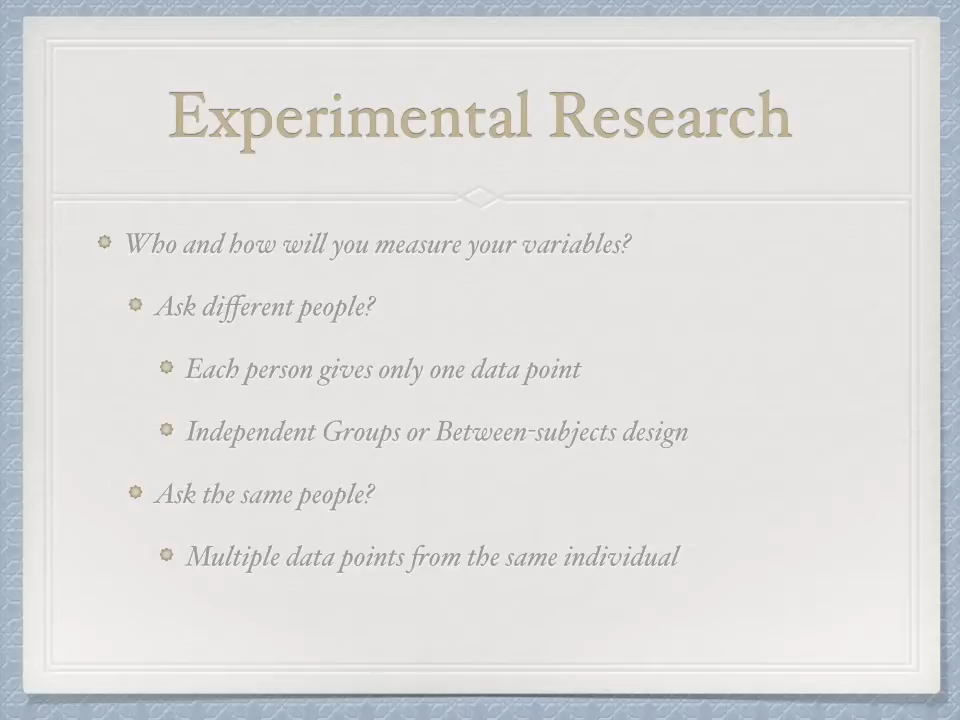 Experimental Research
Who and how will you measure your variables?
Ask different people?
Each person gives only one data point
Independent Groups or Between-subjects design
Ask the same people?
Multiple data points from the same individual